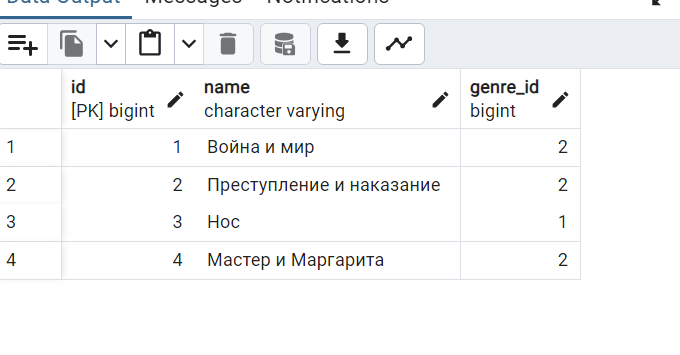 Data Output Messages Notifications
id name genre_id
[PK] bigint character varying bigint
1 1 Война и мир 2
2 2 Преступление и наказание 2
3 3 Нос 1
4 4 Мастер и Маргарита 2